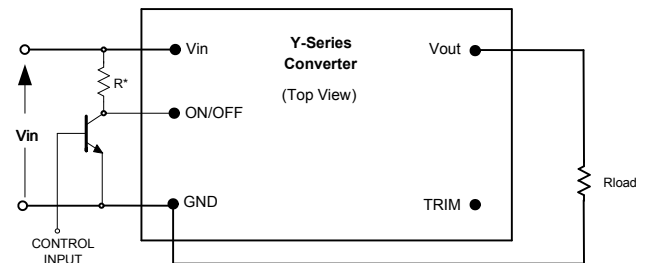 Y-Series
Converter
(Top View)
Vin
Vout
R*
ON/OFF
Vin
Rload
GND
TRIM
CONTROL
INPUT